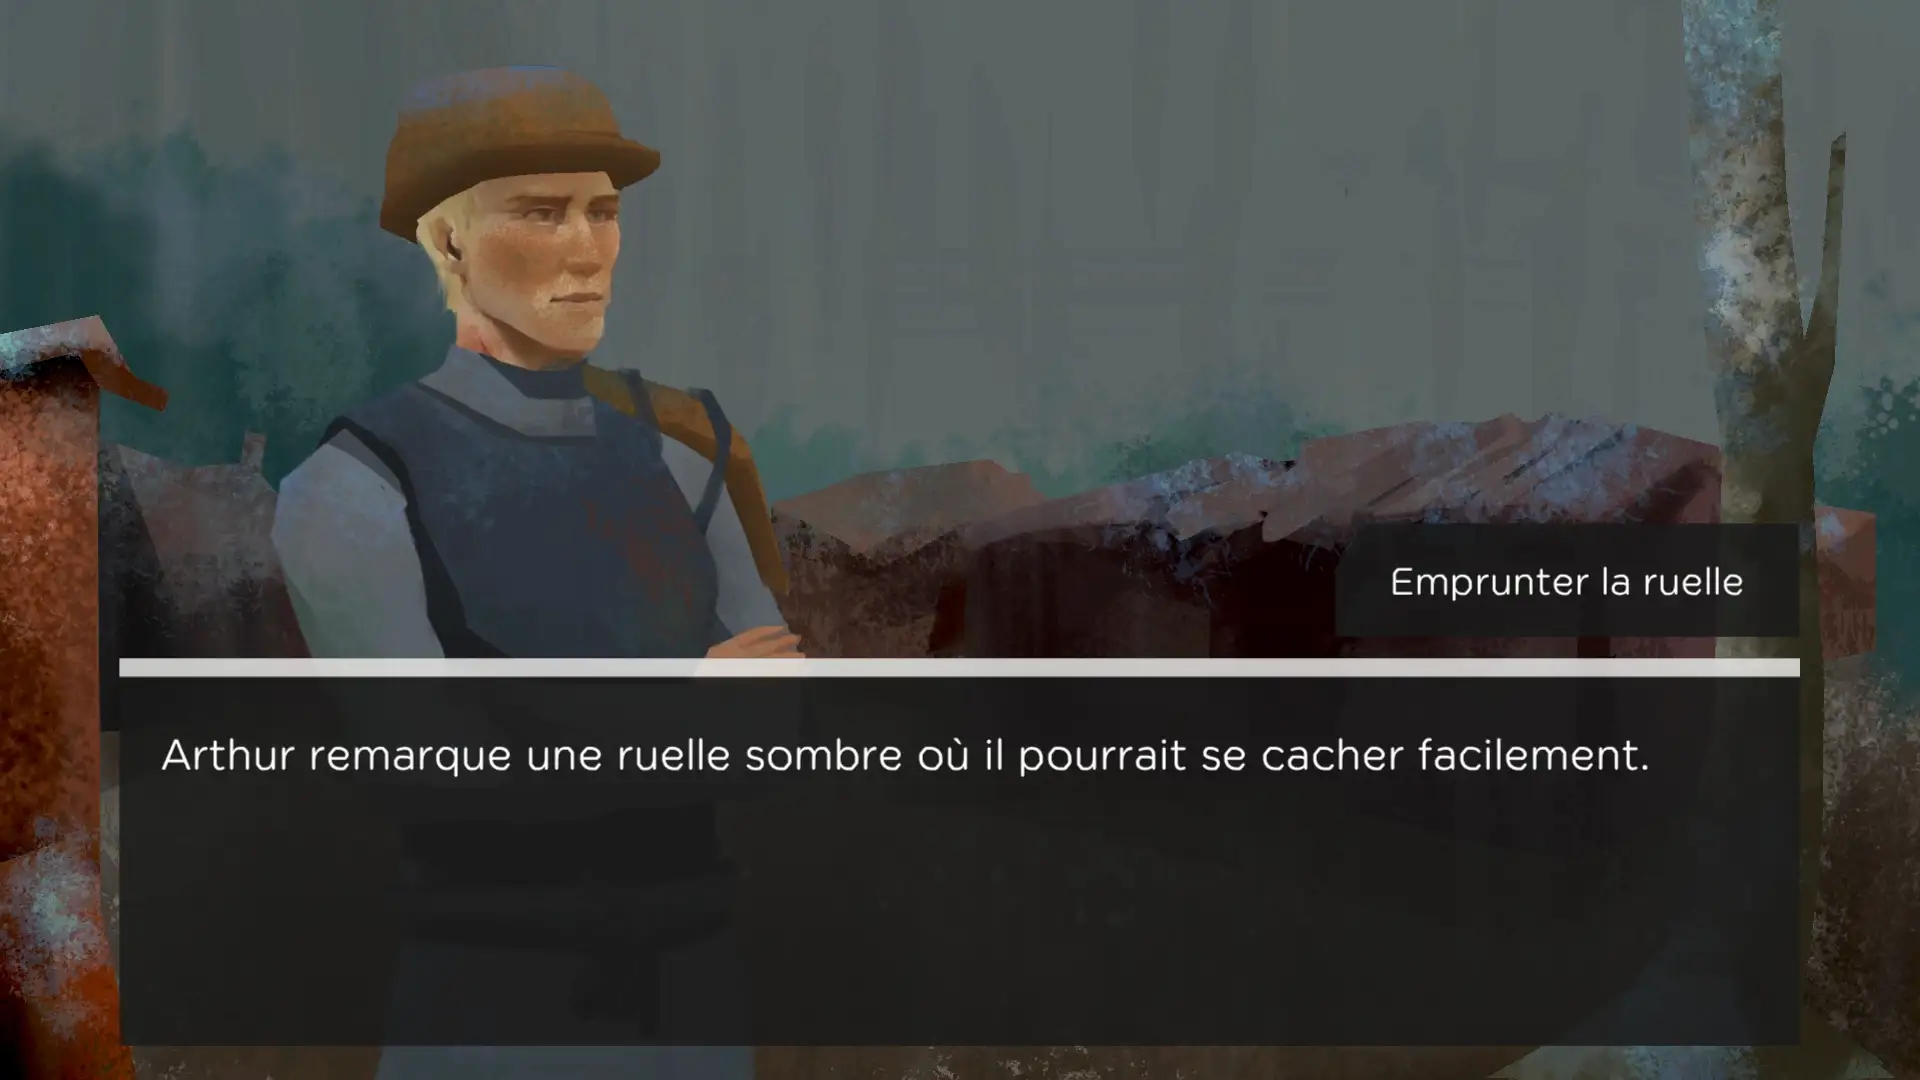 Emprunter la ruelle
Arthur remarque une ruelle sombre où il pourrait se cacher facilement.